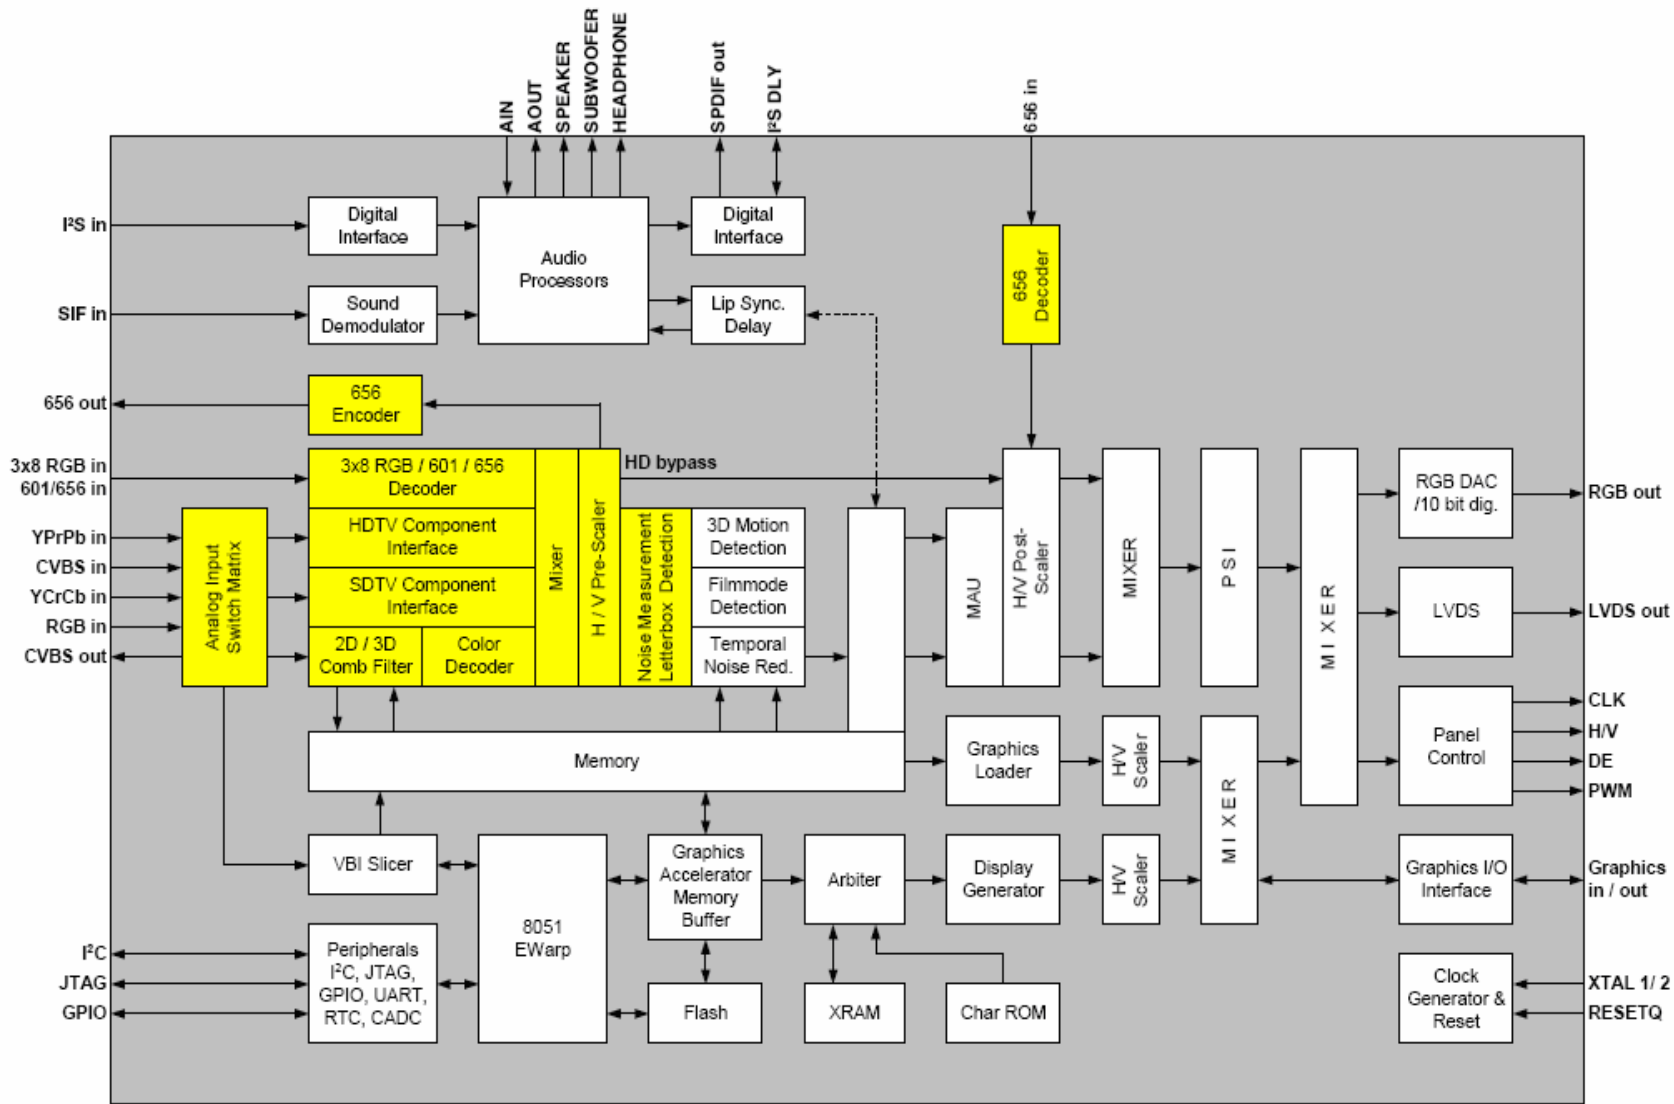 AIN
AOUT
SPEAKER
SUBWOOFER
HEADPHONE
SPDIF out
I²S DLY
656 in
I²S in
Digital
Interface
Audio
Processors
Digital
Interface
656
Decoder
SIF in
Sound
Demodulator
Lip Sync.
Delay
656 out
656
Encoder
3x8 RGB in
601/656 in
3x8 RGB / 601 / 656
Decoder
HD bypass
YPrPb in
CVBS in
YCrCb in
RGB in
CVBS out
Analog Input
Switch Matrix
HDTV Component
Interface
SDTV Component
Interface
2D / 3D
Comb Filter
Color
Decoder
Mixer
H / V Pre-Scaler
Noise Measurement
Letterbox Detection
3D Motion
Detection
Filmmode
Detection
Temporal
Noise Red.
MAU
H/V Post-
Scaler
MIXER
PSI
MIXER
RGB DAC
/10 bit dig.
RGB out
LVDS
LVDS out
Panel
Control
CLK
H/V
DE
PWM
Memory
Graphics
Loader
H/V
Scaler
MIXER
VBI Slicer
8051
EWarp
Graphics
Accelerator
Memory
Buffer
Arbiter
Display
Generator
H/V
Scaler
Graphics I/O
Interface
Graphics
in / out
I²C
JTAG
GPIO
Peripherals
I²C, JTAG,
GPIO, UART,
RTC, CADC
Flash
XRAM
Char ROM
Clock
Generator &
Reset
XTAL 1/ 2
RESETQ